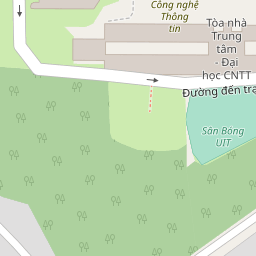 Công nghệ
Thông
tin
Tòa nhà
Trung
tâm
- Đại
học CNTT
Đường đến trạ
Sân Bóng
UIT